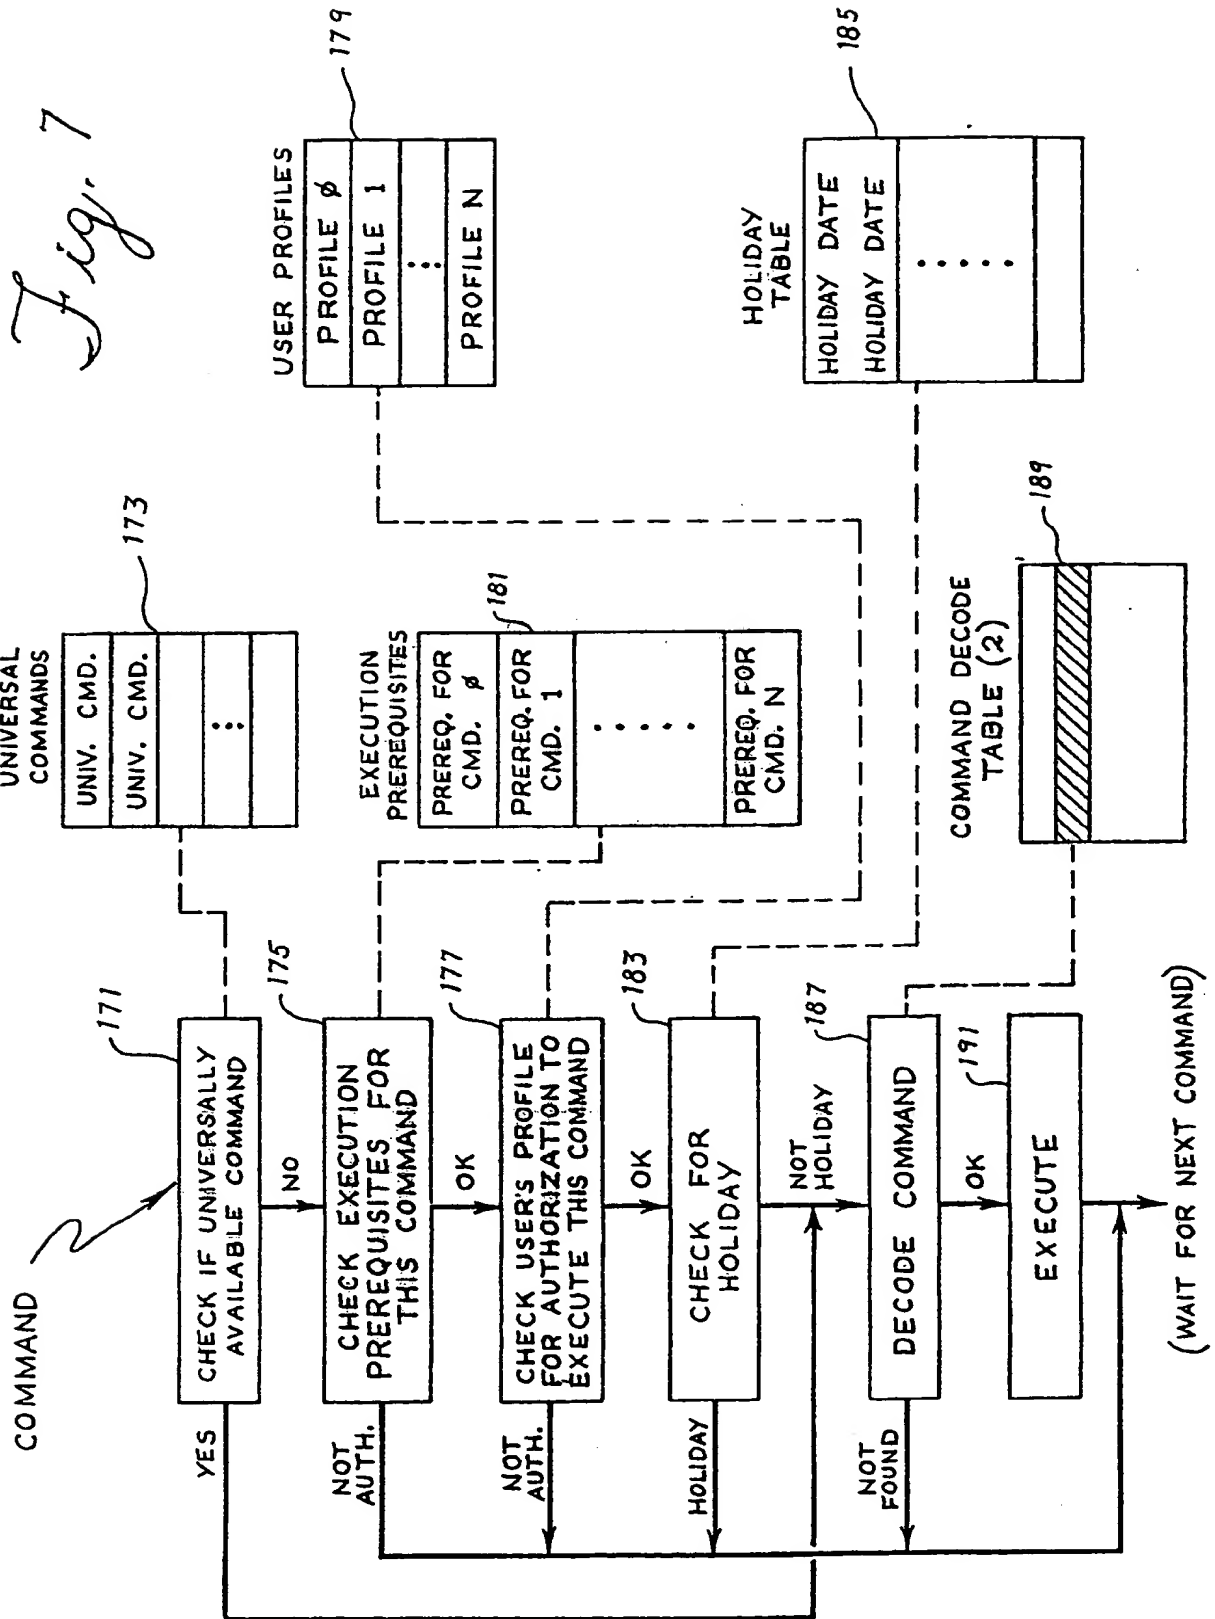 Fig. 7
COMMAND
171
CHECK IF UNIVERSALLY
AVAILABLE COMMAND
YES
NO
175
CHECK EXECUTION
PREREQUISITES FOR
THIS COMMAND
NOT
AUTH.
OK
177
CHECK USER'S PROFILE
FOR AUTHORIZATION TO
EXECUTE THIS COMMAND
NOT
AUTH.
OK
183
CHECK FOR
HOLIDAY
HOLIDAY
NOT
HOLIDAY
187
DECODE COMMAND
NOT
FOUND
OK
191
EXECUTE
(WAIT FOR NEXT COMMAND)
UNIVERSAL
COMMANDS
173
UNIV. CMD.
UNIV. CMD.
EXECUTION
PREREQUISITES
181
PREREQ. FOR
CMD. ø
PREREQ. FOR
CMD. 1
PREREQ. FOR
CMD. N
COMMAND DECODE
TABLE (2)
189
USER PROFILES
179
PROFILE ø
PROFILE 1
PROFILE N
HOLIDAY
TABLE
185
HOLIDAY DATE
HOLIDAY DATE